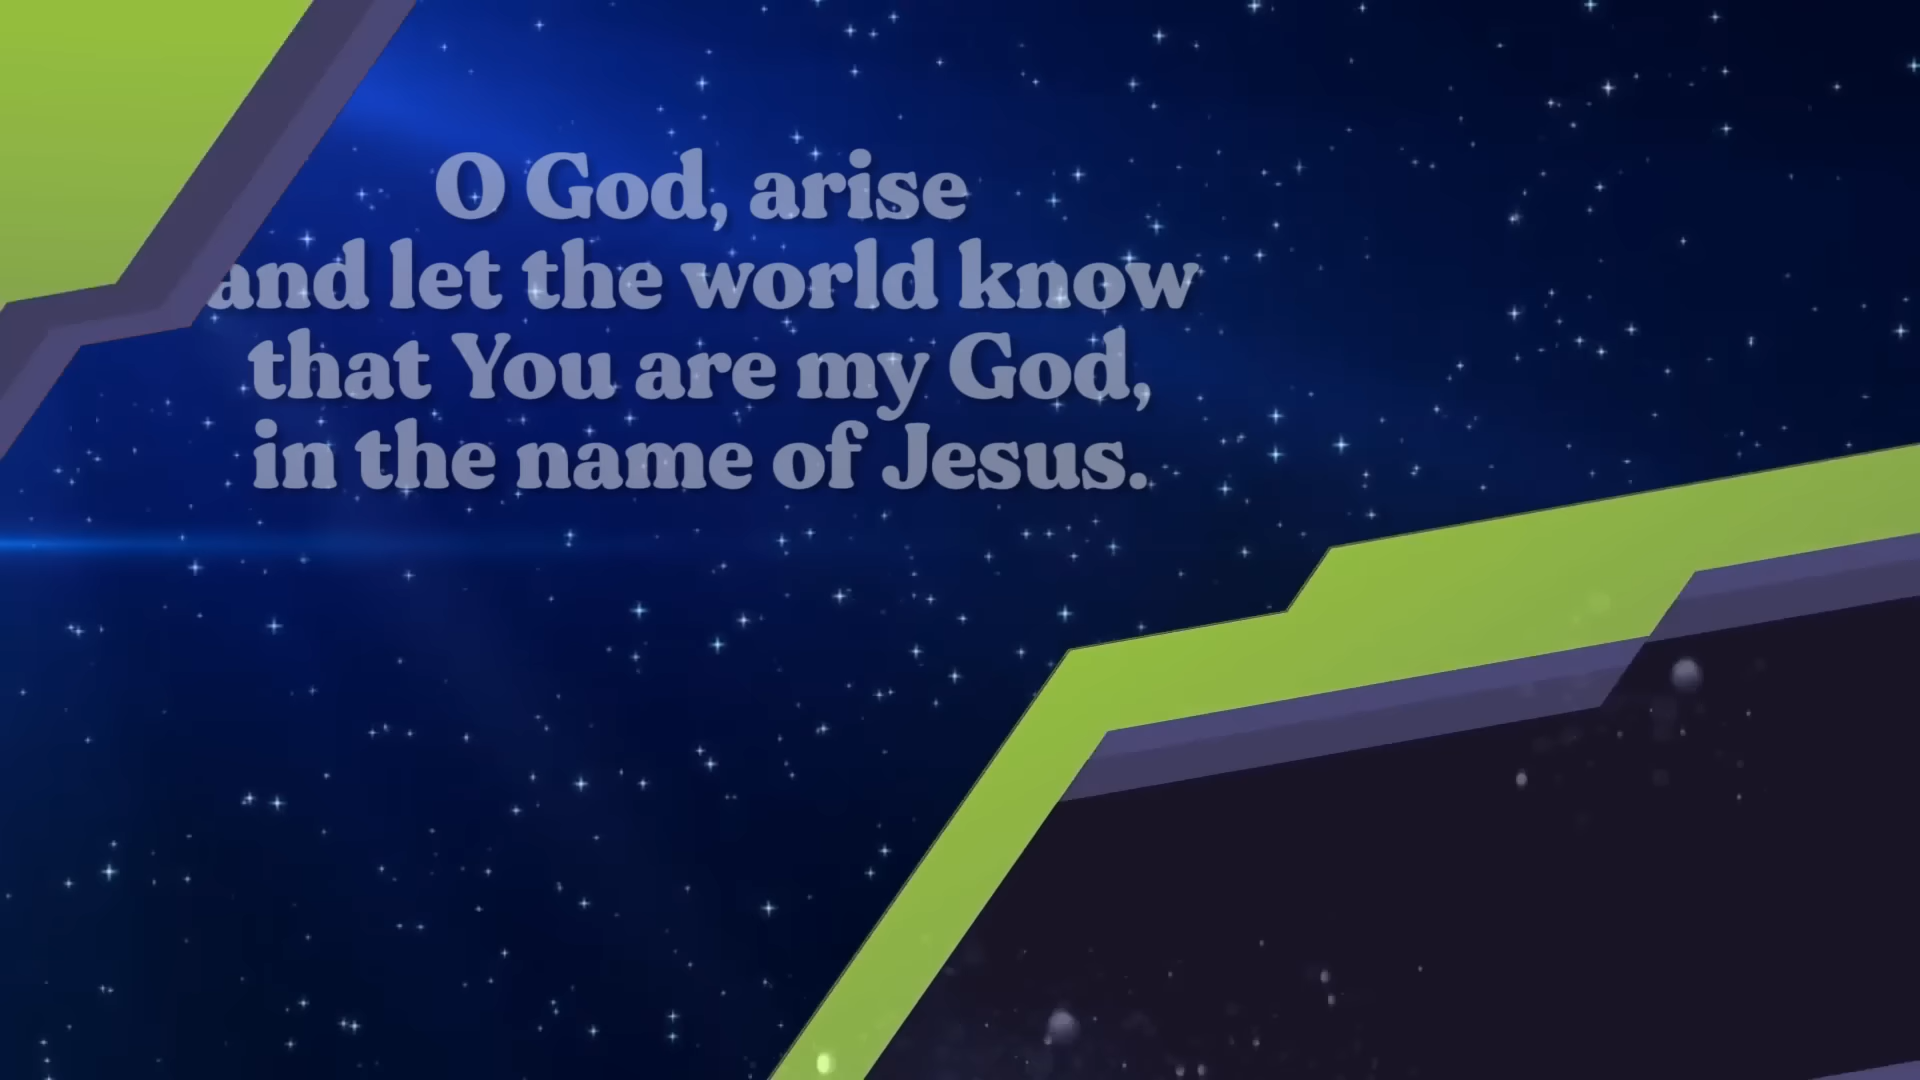 O God, arise
and let the world know
that You are my God,
in the name of Jesus.